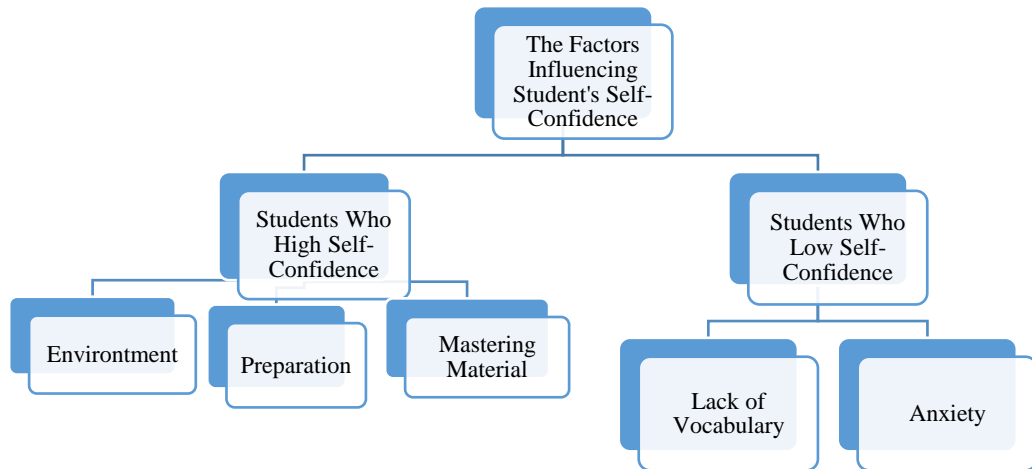 The Factors
Influencing
Student's Self-
Confidence
Students Who
High Self-
Confidence
Students Who
Low Self-
Confidence
Environtment
Preparation
Mastering
Material
Lack of
Vocabulary
Anxiety